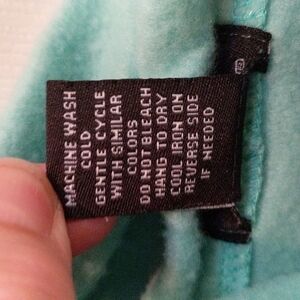 MACHINE WASH
COLD
GENTLE CYCLE
WITH SIMILAR
COLORS
DO NOT BLEACH
HANG TO DRY
COOL IRON ON
REVERSE SIDE
IF NEEDED